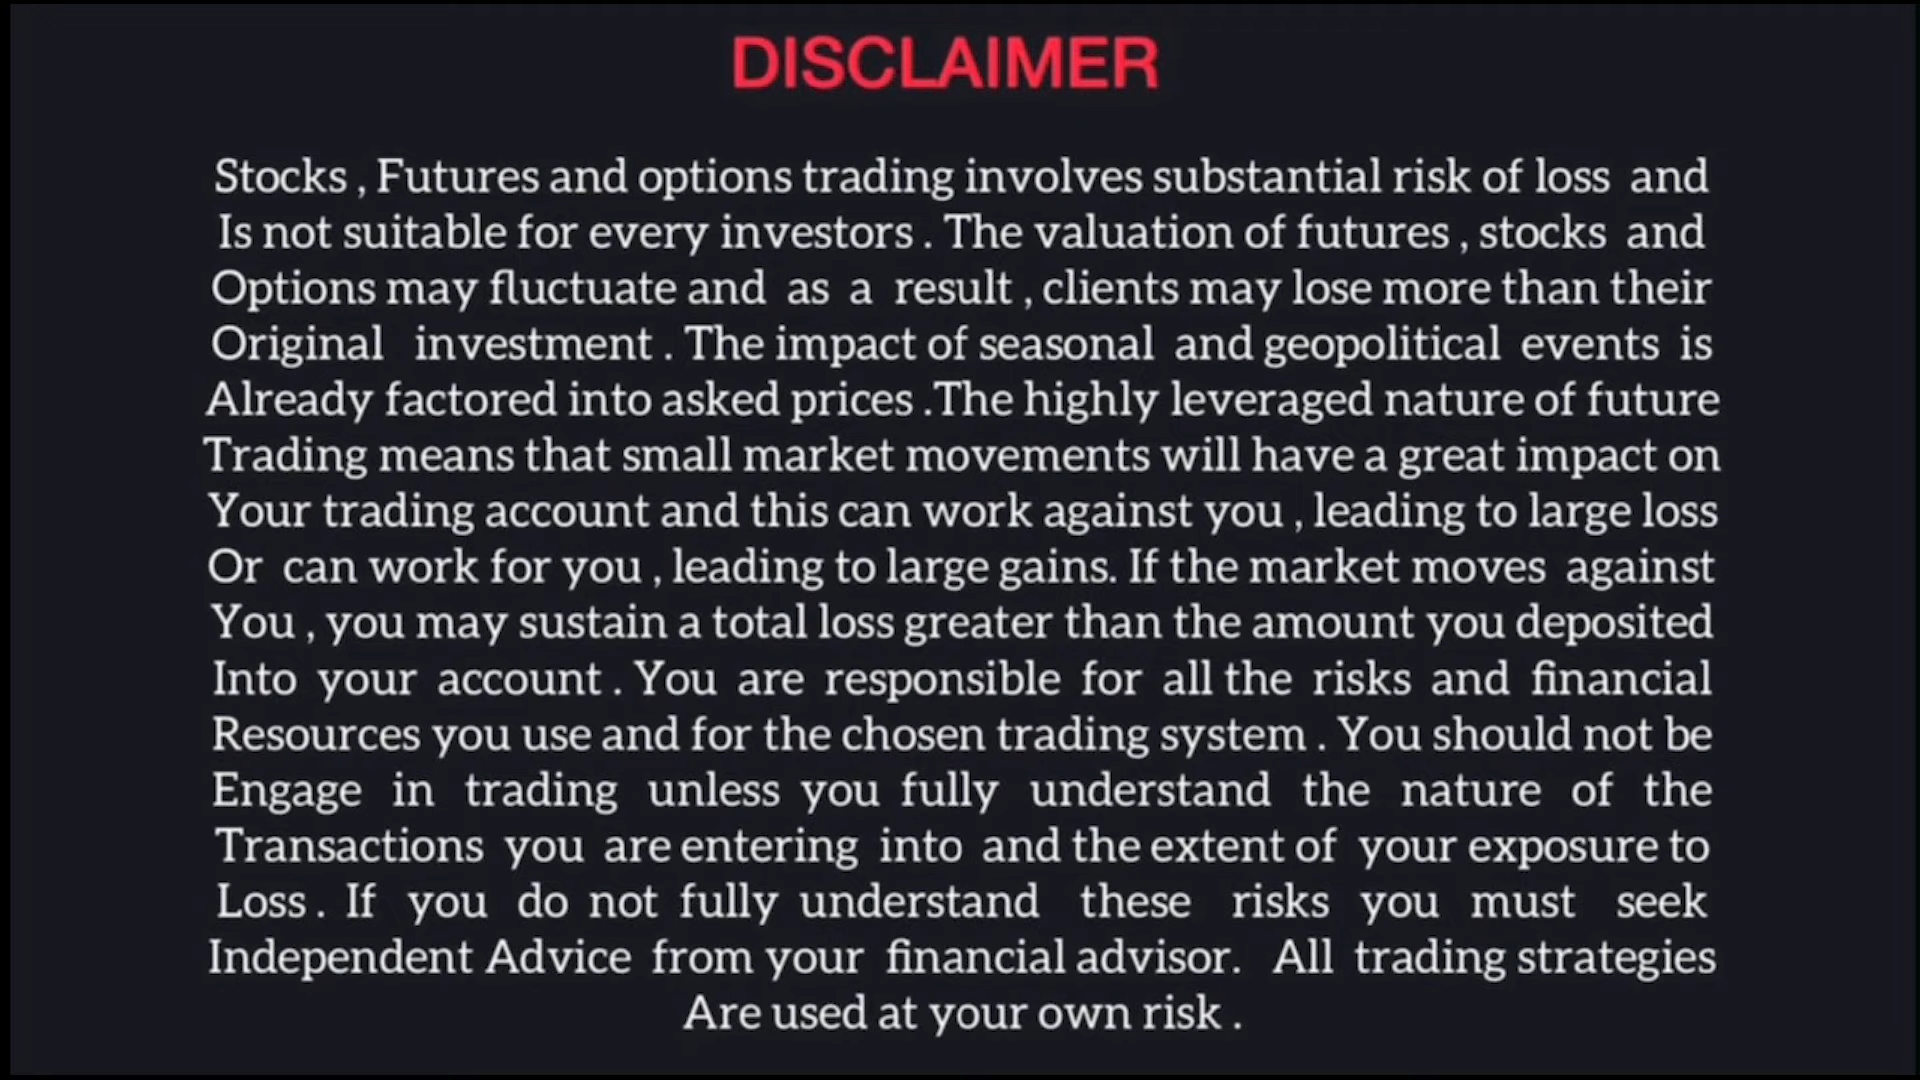 DISCLAIMER
Stocks , Futures and options trading involves substantial risk of loss and
Is not suitable for every investors . The valuation of futures , stocks and
Options may fluctuate and as a result , clients may lose more than their
Original investment . The impact of seasonal and geopolitical events is
Already factored into asked prices .The highly leveraged nature of future
Trading means that small market movements will have a great impact on
Your trading account and this can work against you , leading to large loss
Or can work for you , leading to large gains. If the market moves against
You , you may sustain a total loss greater than the amount you deposited
Into your account . You are responsible for all the risks and financial
Resources you use and for the chosen trading system . You should not be
Engage in trading unless you fully understand the nature of the
Transactions you are entering into and the extent of your exposure to
Loss . If you do not fully understand these risks you must seek
Independent Advice from your financial advisor. All trading strategies
Are used at your own risk .